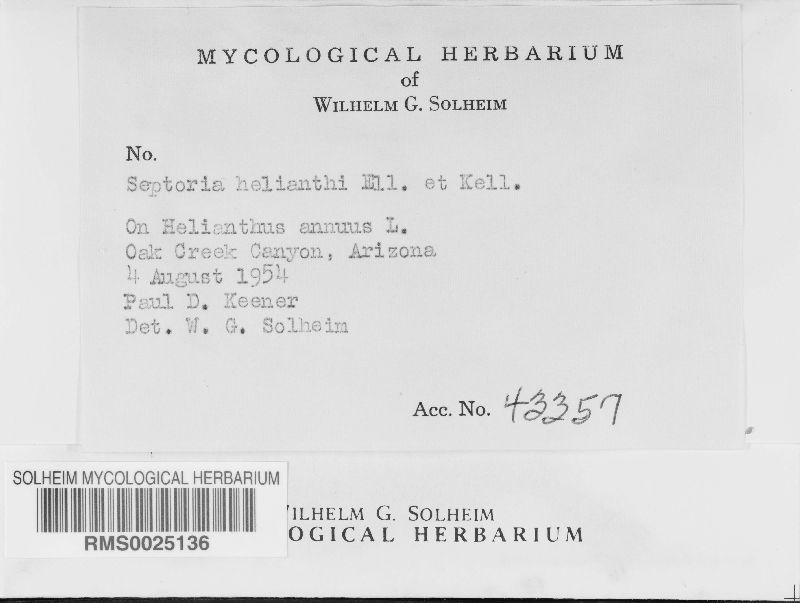 MYCOLOGICAL HERBARIUM
of
WILHELM G. SOLHEIM
No.
Septoria helianthi Ell. et Kell.
On Helianthus annuus L.
Oak Creek Canyon, Arizona
4 August 1954
Paul D. Keener
Det. W. G. Solheim
Acc. No. 43357
SOLHEIM MYCOLOGICAL HERBARIUM
RMS0025136
ILHELM G. SOLHEIM
OGICAL HERBARIUM